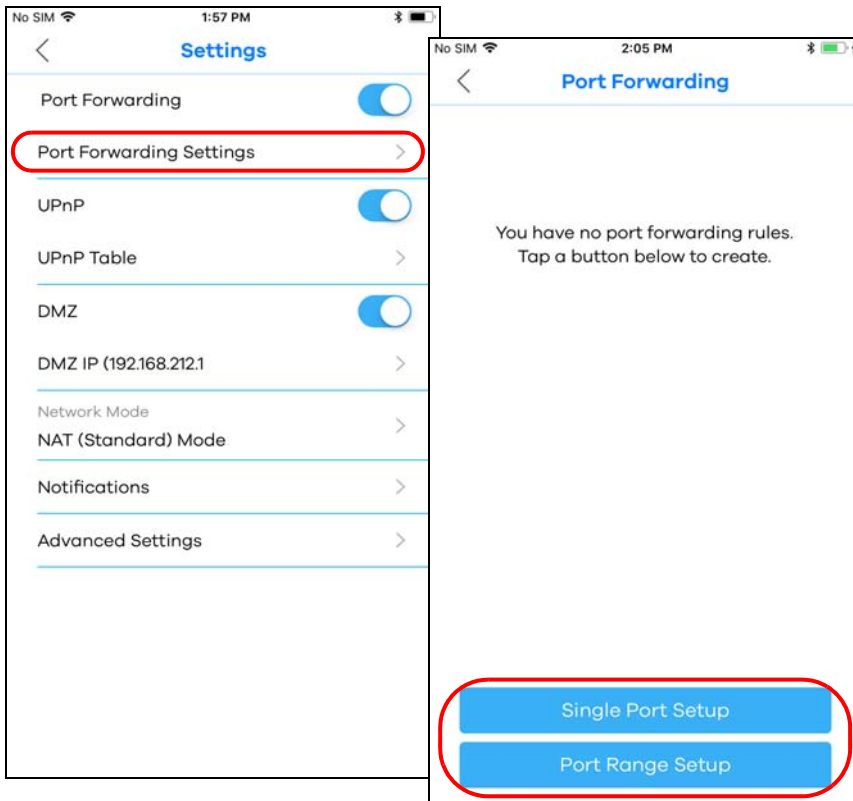 No SIM 1:57 PM
Settings
Port Forwarding
Port Forwarding Settings
UPnP
UPnP Table
DMZ
DMZ IP (192.168.212.1
Network Mode
NAT (Standard) Mode
Notifications
Advanced Settings
No SIM 2:05 PM
Port Forwarding
You have no port forwarding rules.
Tap a button below to create.
Single Port Setup
Port Range Setup